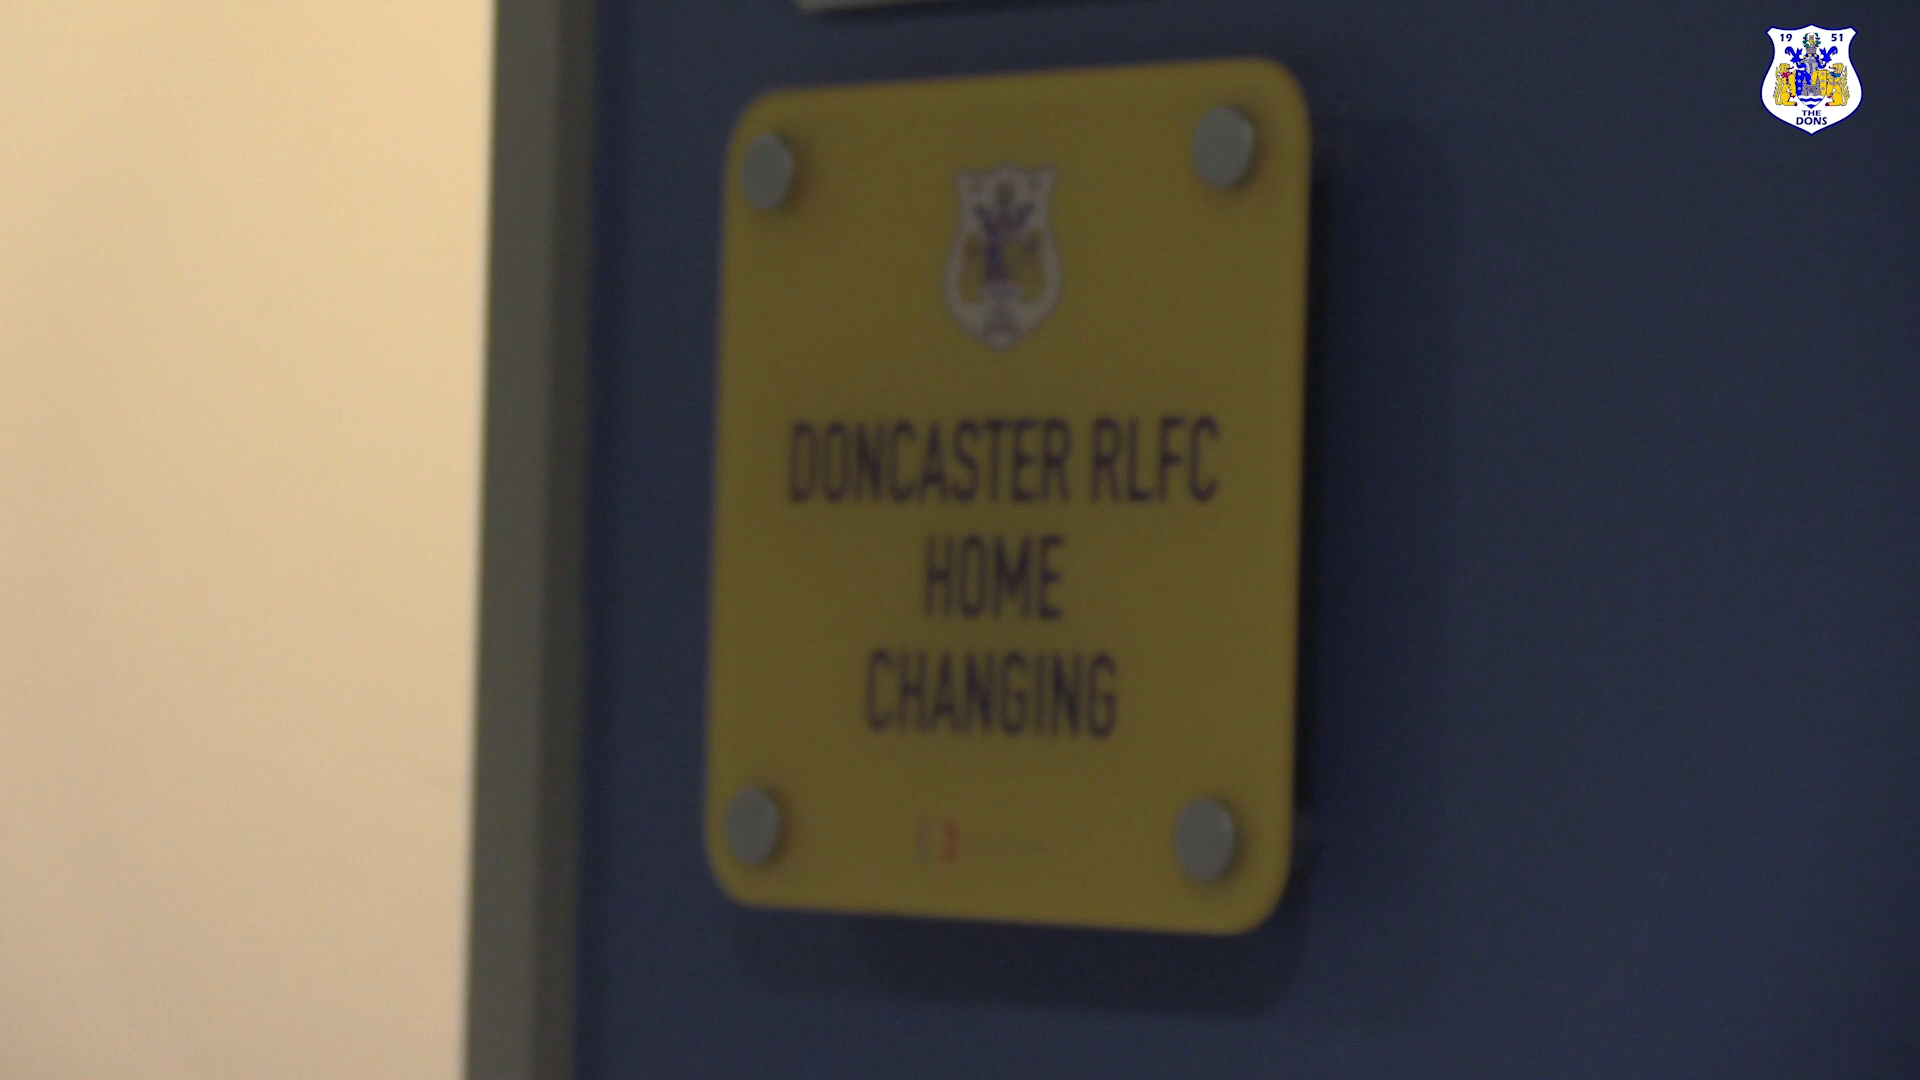 19 51
THE
DONS
DONCASTER RLFC
HOME
CHANGING